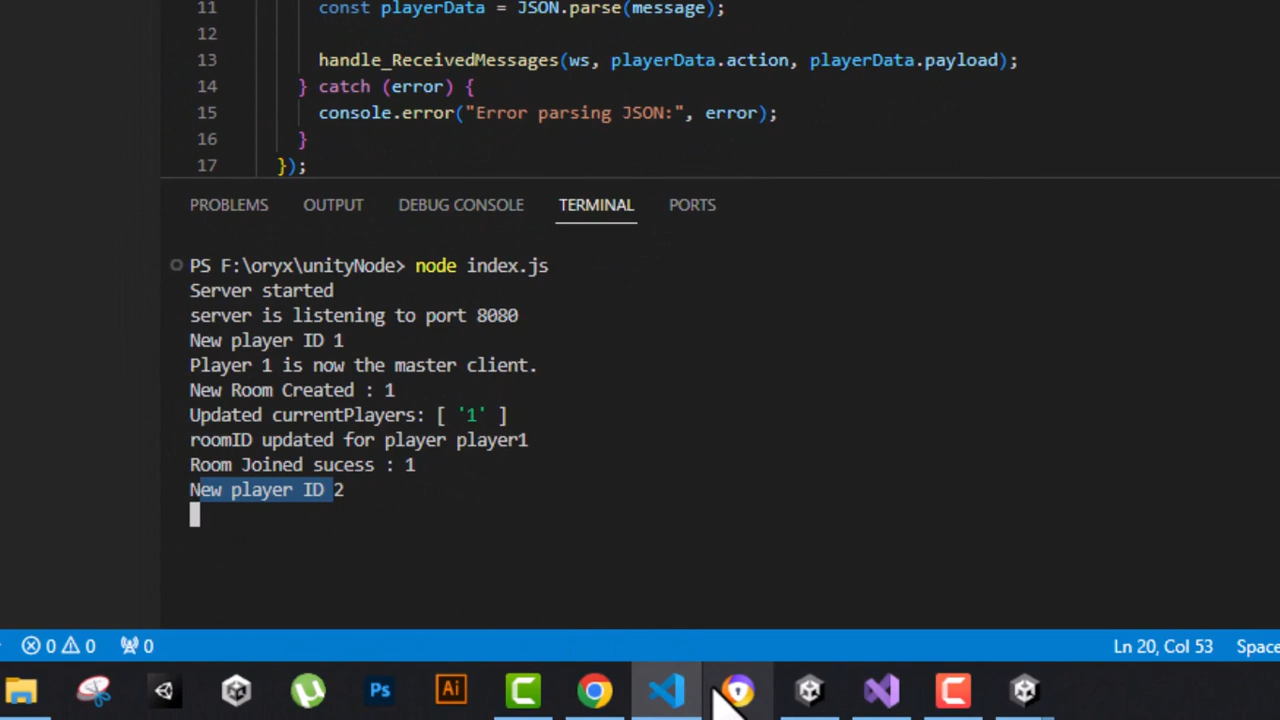 11 const playerData = JSON.parse(message);
12
13 handle_ReceivedMessages(ws, playerData.action, playerData.payload);
14 } catch (error) {
15 console.error("Error parsing JSON:", error);
16 }
17 });
PROBLEMS OUTPUT DEBUG CONSOLE TERMINAL PORTS
PS F:\oryx\unityNode> node index.js
Server started
server is listening to port 8080
New player ID 1
Player 1 is now the master client.
New Room Created : 1
Updated currentPlayers: [ '1' ]
roomID updated for player player1
Room Joined sucess : 1
New player ID 2
0 0 0 Ln 20, Col 53 Space
Ps Ai